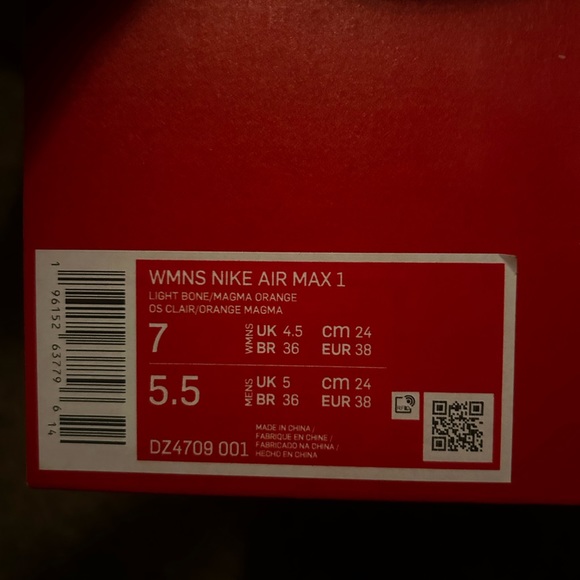 WMNS NIKE AIR MAX 1
LIGHT BONE/MAGMA ORANGE
OS CLAIR/ORANGE MAGMA
7 WMNS UK 4.5 cm 24
BR 36 EUR 38
5.5 MENS UK 5 cm 24
BR 36 EUR 38
DZ4709 001
MADE IN CHINA /
FABRIQUE EN CHINE /
FABRICADO NA CHINA /
HECHO EN CHINA
1 96152 63779 6 14